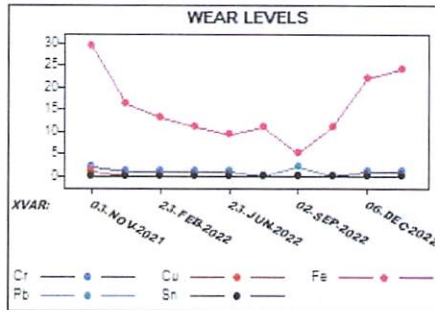 WEAR LEVELS
30
25
20
15
10
5
0
XVAR:
03.NOV-2021
23.FEB-2022
23.JUN-2022
02.SEP-2022
06.DEC-2022
Cr Cu Fe
Pb Sn